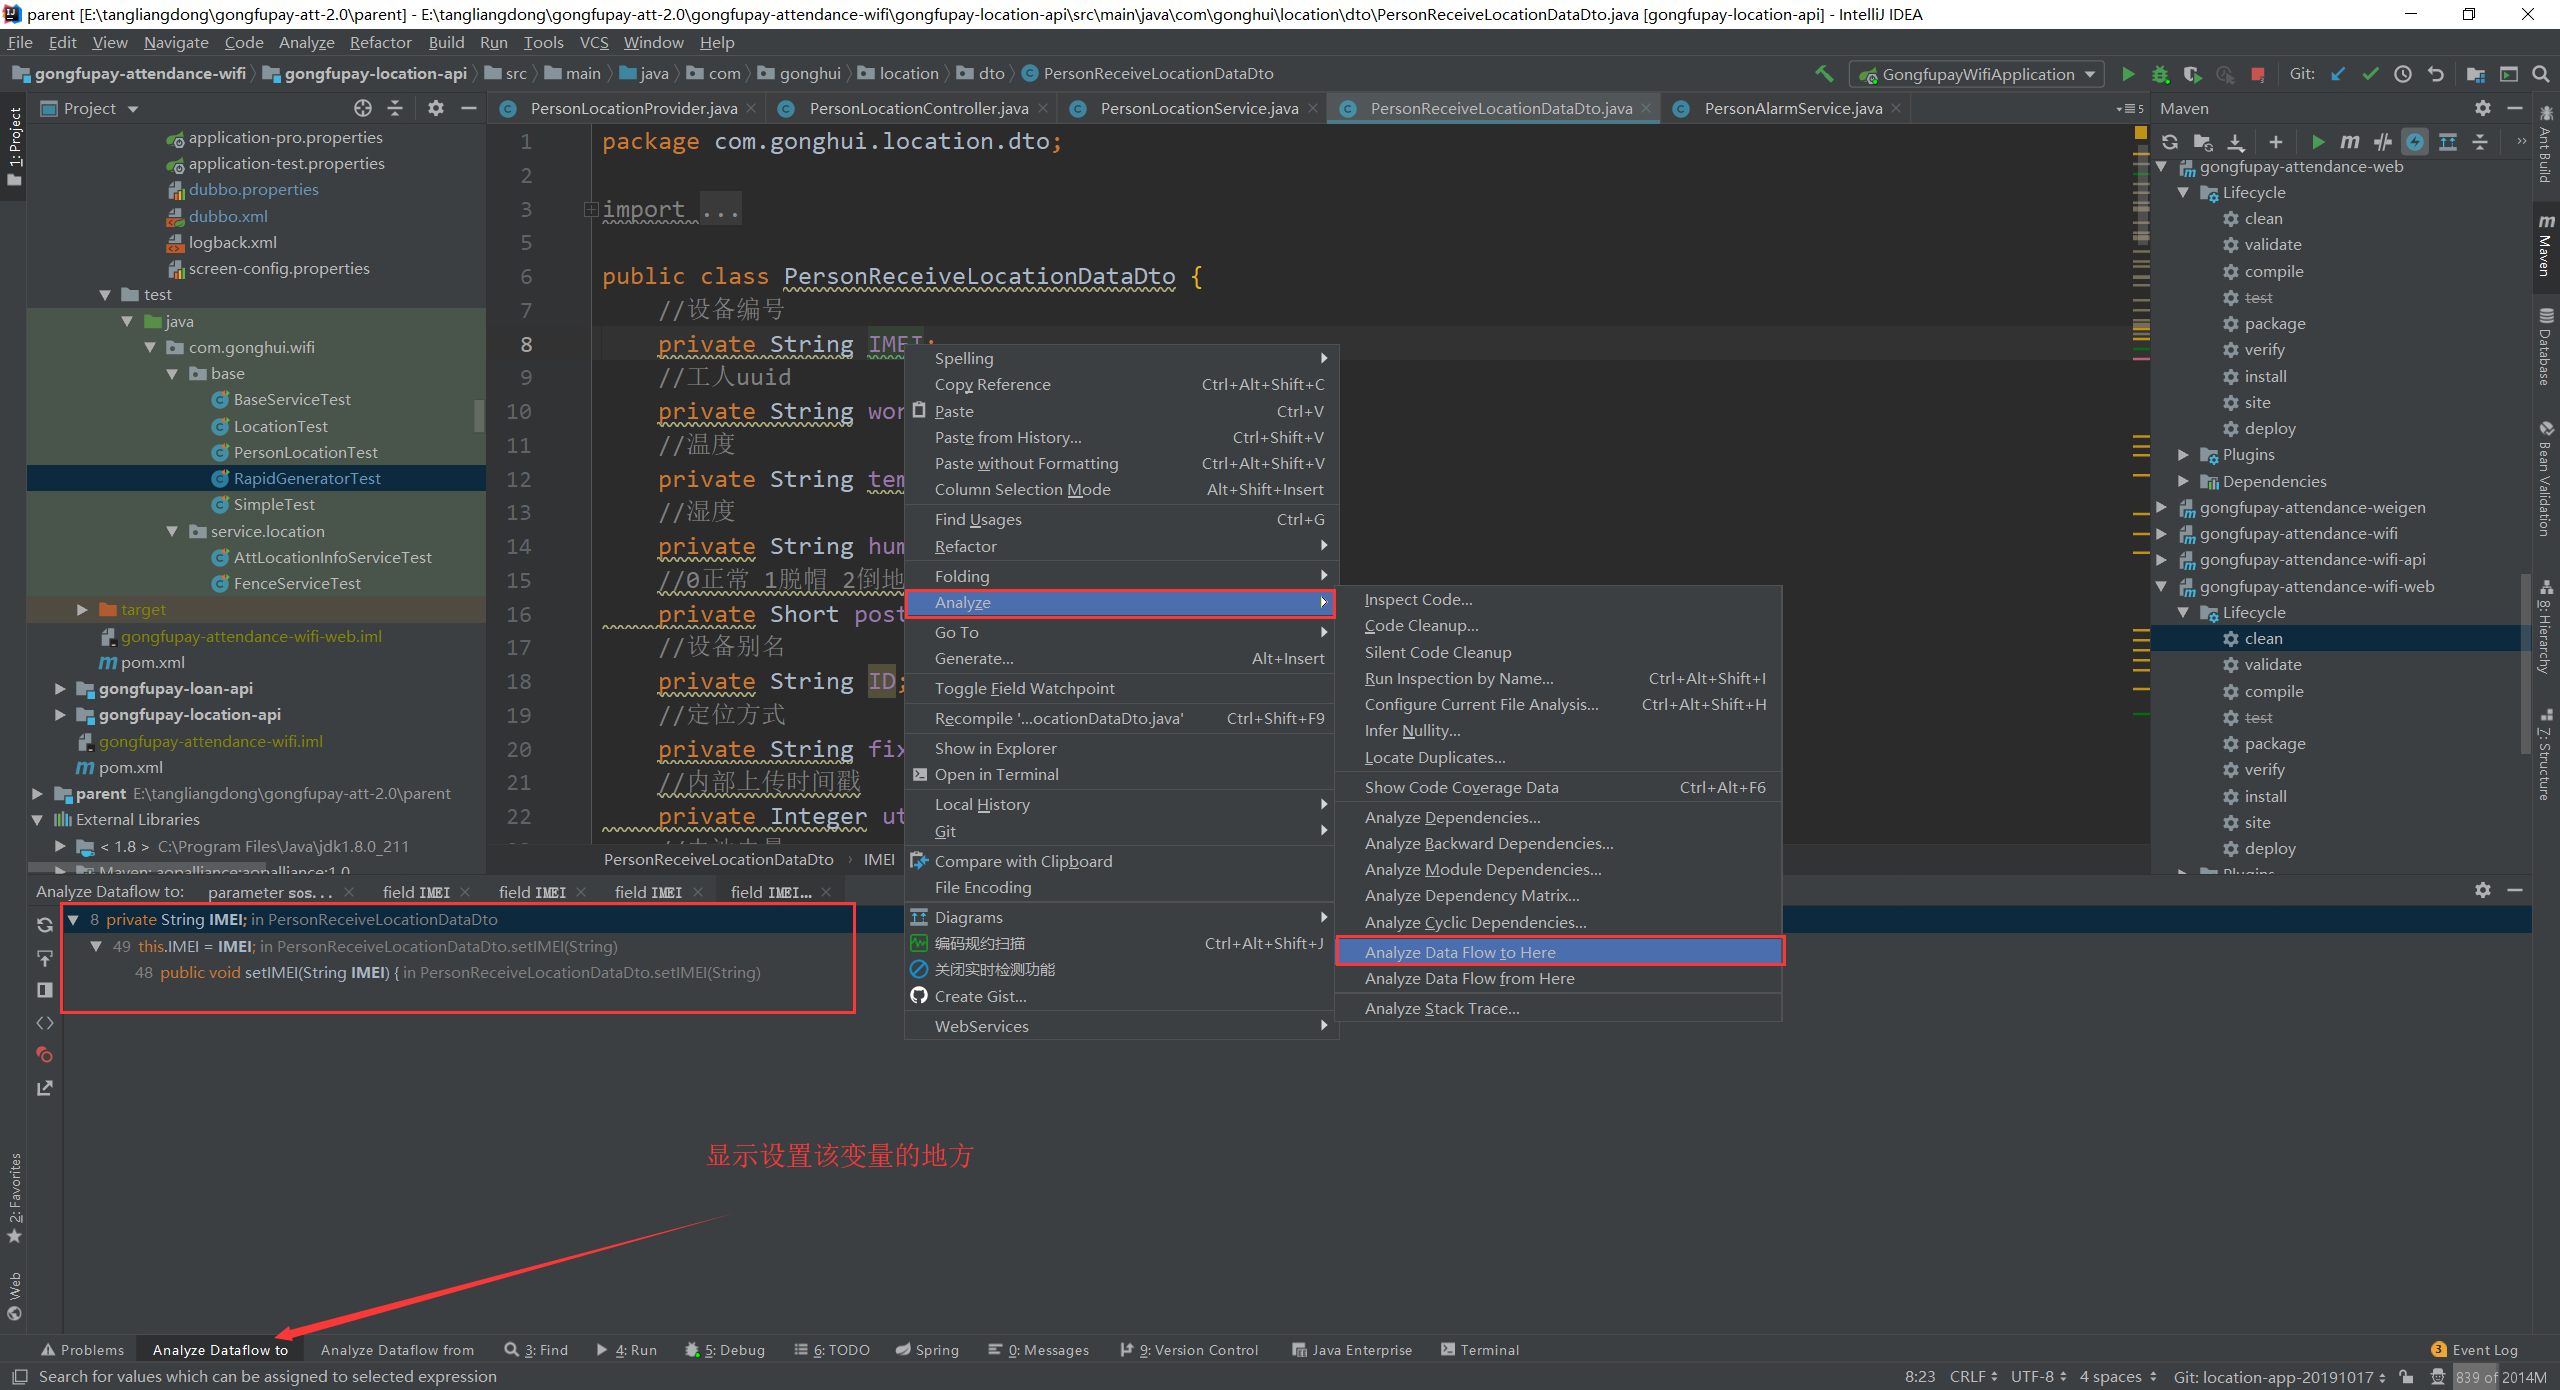 parent [E:\tangliangdong\gongfupay-att-2.0\parent] - E:\tangliangdong\gongfupay-att-2.0\gongfupay-attendance-wifi\gongfupay-location-api\src\main\java\com\gonghui\location\dto\PersonReceiveLocationDataDto.java [gongfupay-location-api] - IntelliJ IDEA
File Edit View Navigate Code Analyze Refactor Build Run Tools VCS Window Help
gongfupay-attendance-wifi gongfupay-location-api src main java com gonghui location dto PersonReceiveLocationDataDto GongfupayWifiApplication Git:
Project
PersonLocationProvider.java PersonLocationController.java PersonLocationService.java PersonReceiveLocationDataDto.java PersonAlarmService.java 5
1: Project
application-pro.properties
application-test.properties
dubbo.properties
dubbo.xml
logback.xml
screen-config.properties
test
java
com.gonghui.wifi
base
BaseServiceTest
LocationTest
PersonLocationTest
RapidGeneratorTest
SimpleTest
service.location
AttLocationInfoServiceTest
FenceServiceTest
target
gongfupay-attendance-wifi-web.iml
pom.xml
gongfupay-loan-api
gongfupay-location-api
gongfupay-attendance-wifi.iml
pom.xml
parent E:\tangliangdong\gongfupay-att-2.0\parent
External Libraries
< 1.8 > C:\Program Files\Java\jdk1.8.0_211
Maven: aopalliance:aopalliance:1.0
1 package com.gonghui.location.dto;
2
3 import ...
5
6 public class PersonReceiveLocationDataDto {
7 //设备编号
8 private String IMEI;
9 //工人uuid
10 private String wor
11 //温度
12 private String tem
13 //湿度
14 private String hum
15 //0正常 1脱帽 2倒地
16 private Short post
17 //设备别名
18 private String ID;
19 //定位方式
20 private String fix
21 //内部上传时间戳
22 private Integer ut
PersonReceiveLocationDataDto IMEI
Spelling
Copy Reference Ctrl+Alt+Shift+C
Paste Ctrl+V
Paste from History... Ctrl+Shift+V
Paste without Formatting Ctrl+Alt+Shift+V
Column Selection Mode Alt+Shift+Insert
Find Usages Ctrl+G
Refactor
Folding
Analyze
Go To
Generate... Alt+Insert
Toggle Field Watchpoint
Recompile '...ocationDataDto.java' Ctrl+Shift+F9
Show in Explorer
Open in Terminal
Local History
Git
Compare with Clipboard
File Encoding
Diagrams
编码规约扫描 Ctrl+Alt+Shift+J
关闭实时检测功能
Create Gist...
WebServices
Inspect Code...
Code Cleanup...
Silent Code Cleanup
Run Inspection by Name... Ctrl+Alt+Shift+I
Configure Current File Analysis... Ctrl+Alt+Shift+H
Infer Nullity...
Locate Duplicates...
Show Code Coverage Data Ctrl+Alt+F6
Analyze Dependencies...
Analyze Backward Dependencies...
Analyze Module Dependencies...
Analyze Dependency Matrix...
Analyze Cyclic Dependencies...
Analyze Data Flow to Here
Analyze Data Flow from Here
Analyze Stack Trace...
Maven
gongfupay-attendance-web
Lifecycle
clean
validate
compile
test
package
verify
install
site
deploy
Plugins
Dependencies
gongfupay-attendance-weigen
gongfupay-attendance-wifi
gongfupay-attendance-wifi-api
gongfupay-attendance-wifi-web
Lifecycle
clean
validate
compile
test
package
verify
install
site
deploy
Plugins
Ant Build
Maven
Database
Bean Validation
8: Hierarchy
7: Structure
Analyze Dataflow to: parameter sos... field IMEI field IMEI field IMEI field IMEI...
8 private String IMEI; in PersonReceiveLocationDataDto
49 this.IMEI = IMEI; in PersonReceiveLocationDataDto.setIMEI(String)
48 public void setIMEI(String IMEI) { in PersonReceiveLocationDataDto.setIMEI(String)
显示设置该变量的地方
2: Favorites
Web
Problems Analyze Dataflow to Analyze Dataflow from 3: Find 4: Run 5: Debug 6: TODO Spring 0: Messages 9: Version Control Java Enterprise Terminal 3 Event Log
Search for values which can be assigned to selected expression 8:23 CRLF UTF-8 4 spaces Git: location-app-20191017 839 of 2014M